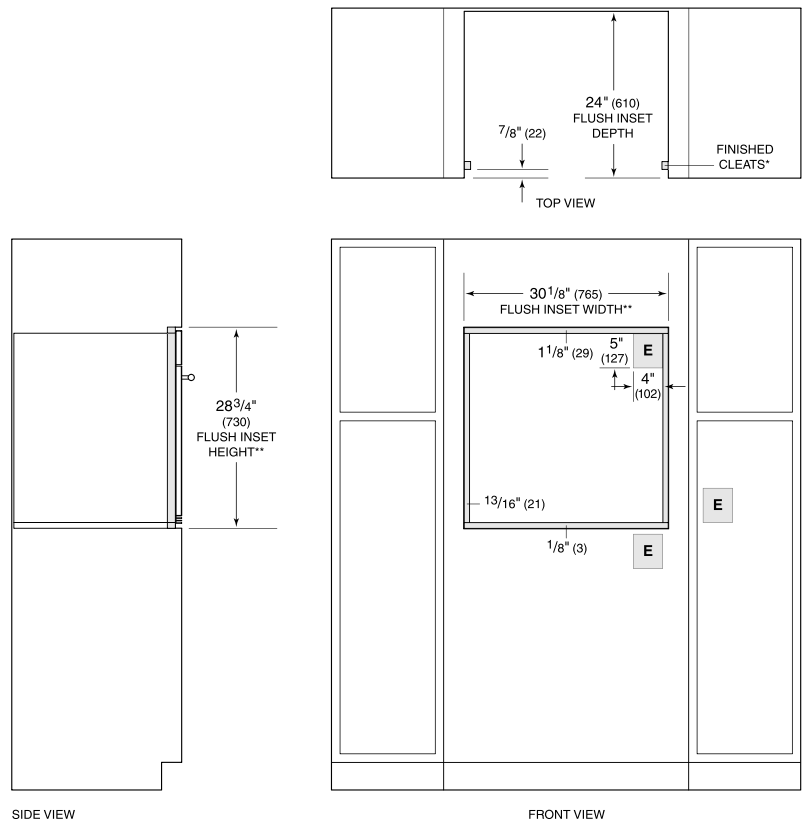 24" (610)
FLUSH INSET
DEPTH
7/8" (22)
FINISHED
CLEATS*
TOP VIEW
30 1/8" (765)
FLUSH INSET WIDTH**
1 1/8" (29)
5"
(127)
E
4"
(102)
28 3/4"
(730)
FLUSH INSET
HEIGHT**
13/16" (21)
E
1/8" (3)
E
SIDE VIEW
FRONT VIEW